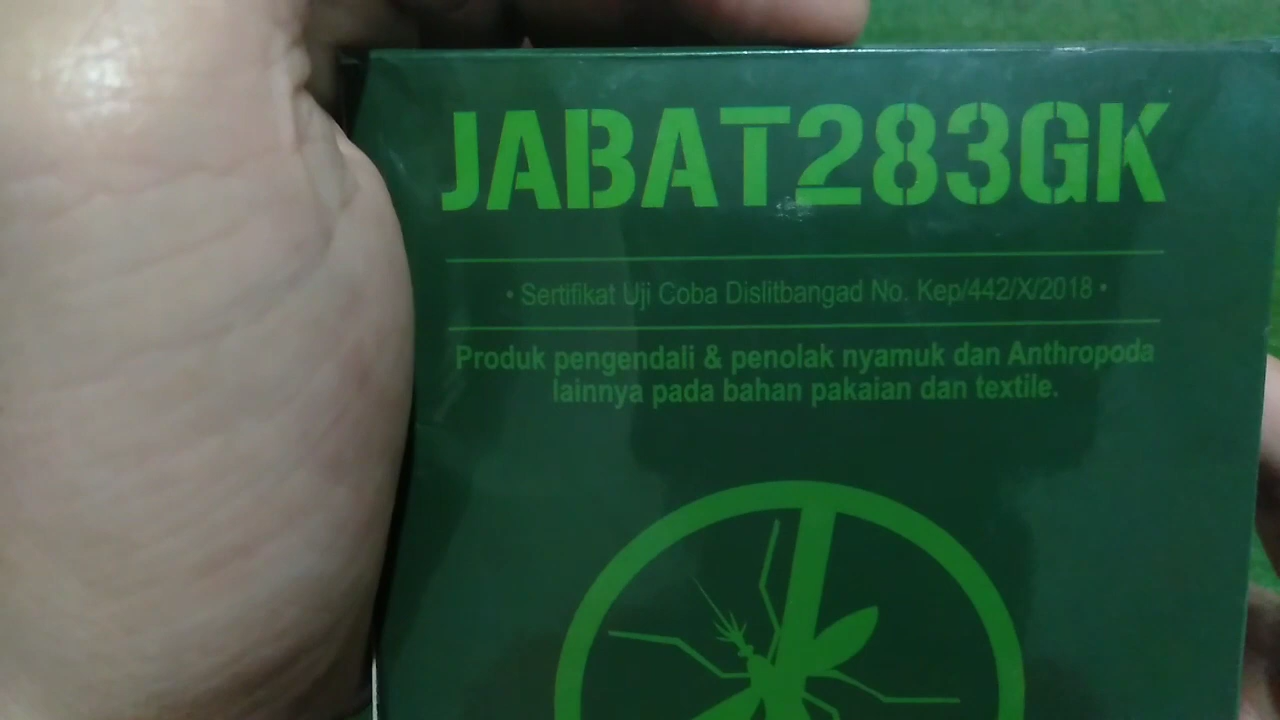 JABAT283GK
• Sertifikat Uji Coba Dislitbangad No. Kep/442/X/2018 •
Produk pengendali & penolak nyamuk dan Anthropoda
lainnya pada bahan pakaian dan textile.